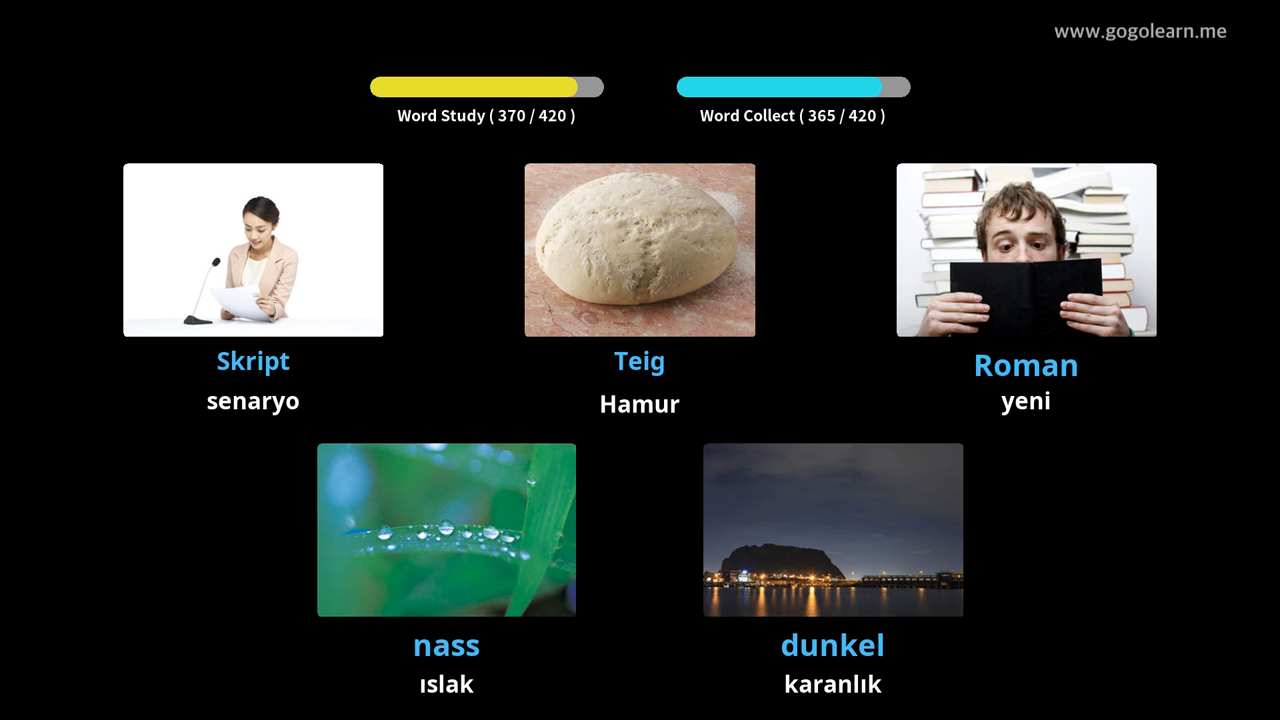 www.gogolearn.me
Word Study ( 370 / 420 )
Word Collect ( 365 / 420 )
Skript
senaryo
Teig
Hamur
Roman
yeni
nass
ıslak
dunkel
karanlık